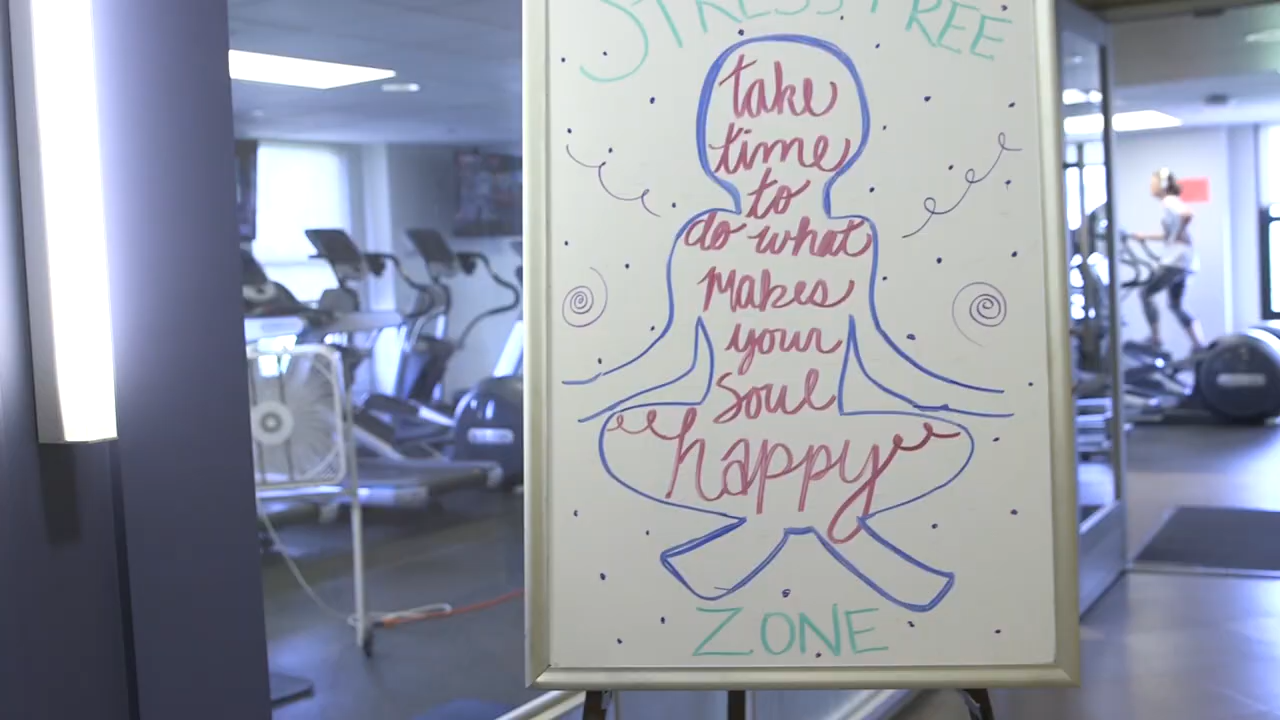 STRESS FREE
take
time
to
do what
makes
your
soul
happy
ZONE